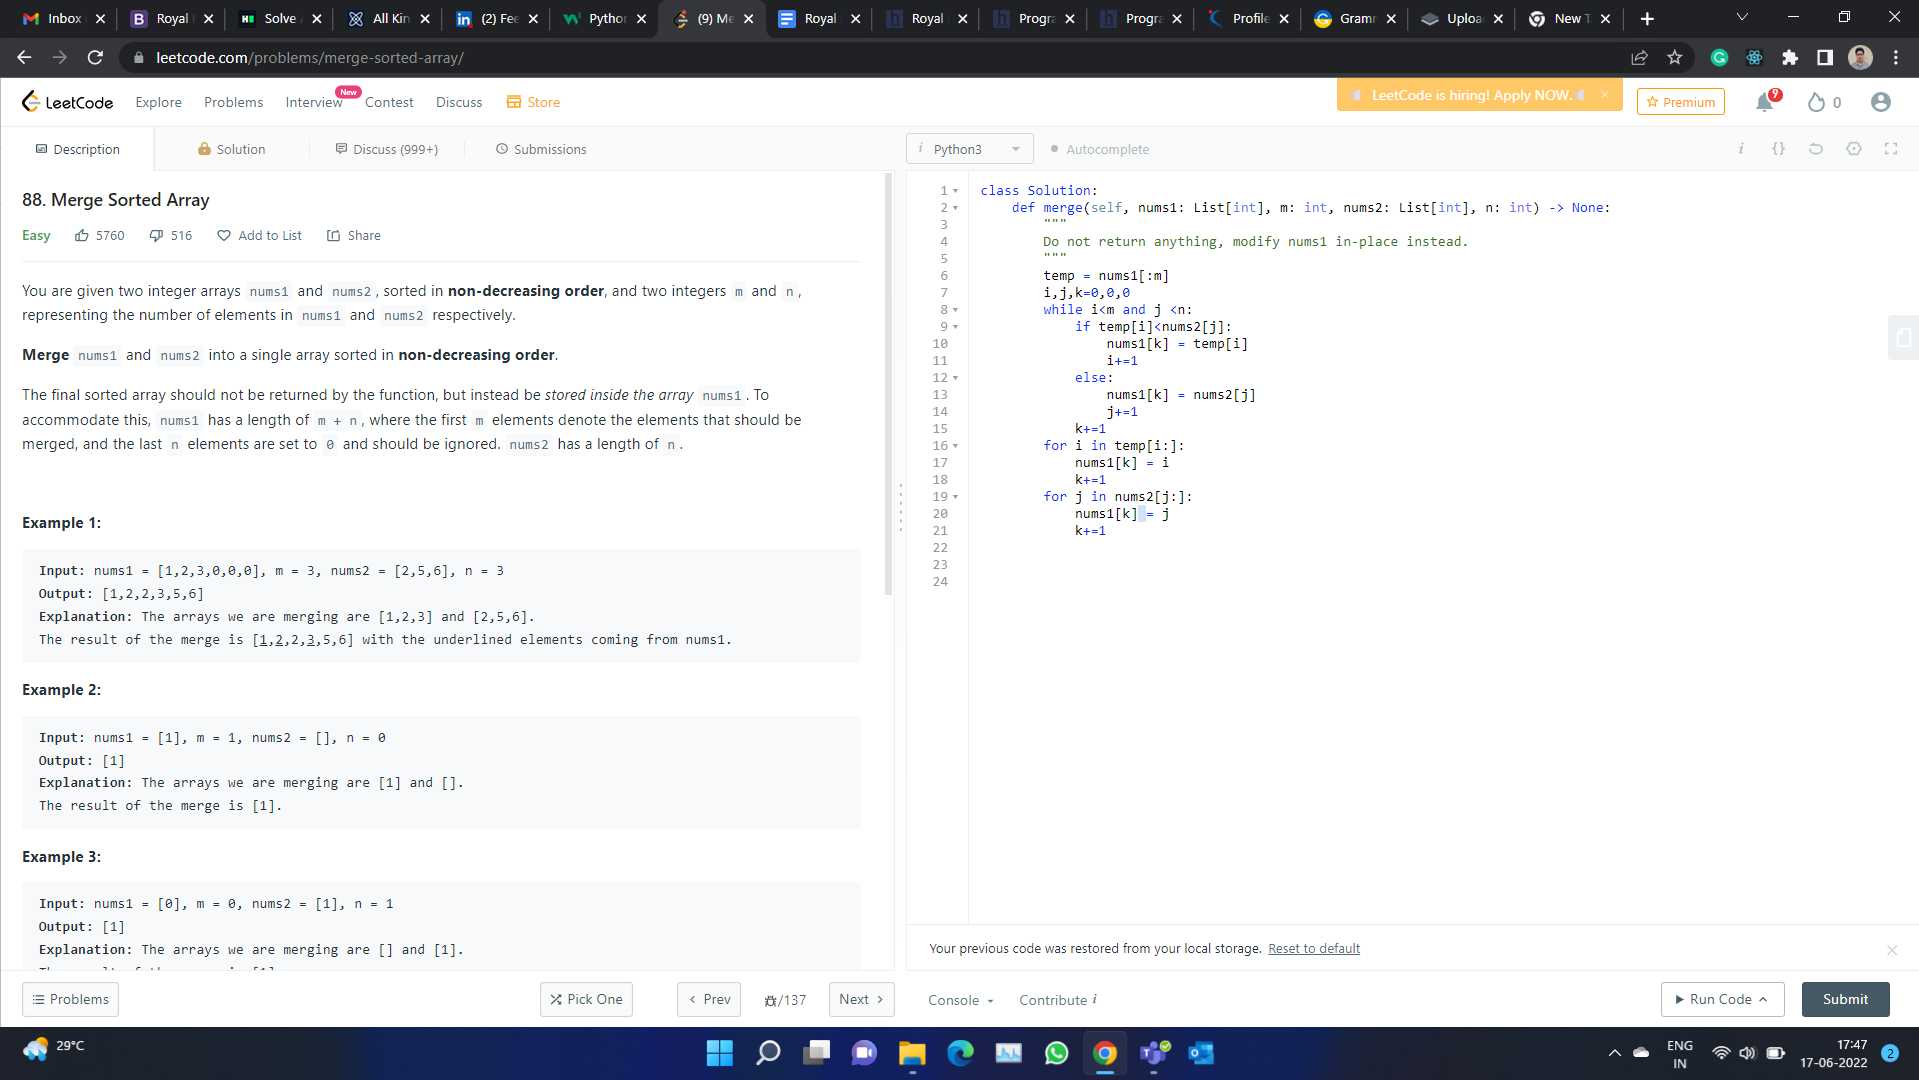 Inbox
Royal
Solve
All Kin
(2) Fee
Python
(9) Me
Royal
Royal
Progra
Progra
Profile
Gram
Uploa
New T
leetcode.com/problems/merge-sorted-array/
LeetCode
Explore
Problems
Interview
New
Contest
Discuss
Store
LeetCode is hiring! Apply NOW.
Premium
9
0
Description
Solution
Discuss (999+)
Submissions
i Python3
Autocomplete
88. Merge Sorted Array
Easy 5760 516 Add to List Share
You are given two integer arrays nums1 and nums2, sorted in non-decreasing order, and two integers m and n,
representing the number of elements in nums1 and nums2 respectively.
Merge nums1 and nums2 into a single array sorted in non-decreasing order.
The final sorted array should not be returned by the function, but instead be stored inside the array nums1. To
accommodate this, nums1 has a length of m + n, where the first m elements denote the elements that should be
merged, and the last n elements are set to 0 and should be ignored. nums2 has a length of n.
Example 1:
Input: nums1 = [1,2,3,0,0,0], m = 3, nums2 = [2,5,6], n = 3
Output: [1,2,2,3,5,6]
Explanation: The arrays we are merging are [1,2,3] and [2,5,6].
The result of the merge is [1,2,2,3,5,6] with the underlined elements coming from nums1.
Example 2:
Input: nums1 = [1], m = 1, nums2 = [], n = 0
Output: [1]
Explanation: The arrays we are merging are [1] and [].
The result of the merge is [1].
Example 3:
Input: nums1 = [0], m = 0, nums2 = [1], n = 1
Output: [1]
Explanation: The arrays we are merging are [] and [1].
1 class Solution:
2 def merge(self, nums1: List[int], m: int, nums2: List[int], n: int) -> None:
3 """
4 Do not return anything, modify nums1 in-place instead.
5 """
6 temp = nums1[:m]
7 i,j,k=0,0,0
8 while i<m and j <n:
9 if temp[i]<nums2[j]:
10 nums1[k] = temp[i]
11 i+=1
12 else:
13 nums1[k] = nums2[j]
14 j+=1
15 k+=1
16 for i in temp[i:]:
17 nums1[k] = i
18 k+=1
19 for j in nums2[j:]:
20 nums1[k] = j
21 k+=1
22
23
24
Your previous code was restored from your local storage. Reset to default
Problems
Pick One
Prev
/137
Next
Console
Contribute i
Run Code
Submit
29°C
ENG
IN
17:47
17-06-2022
2